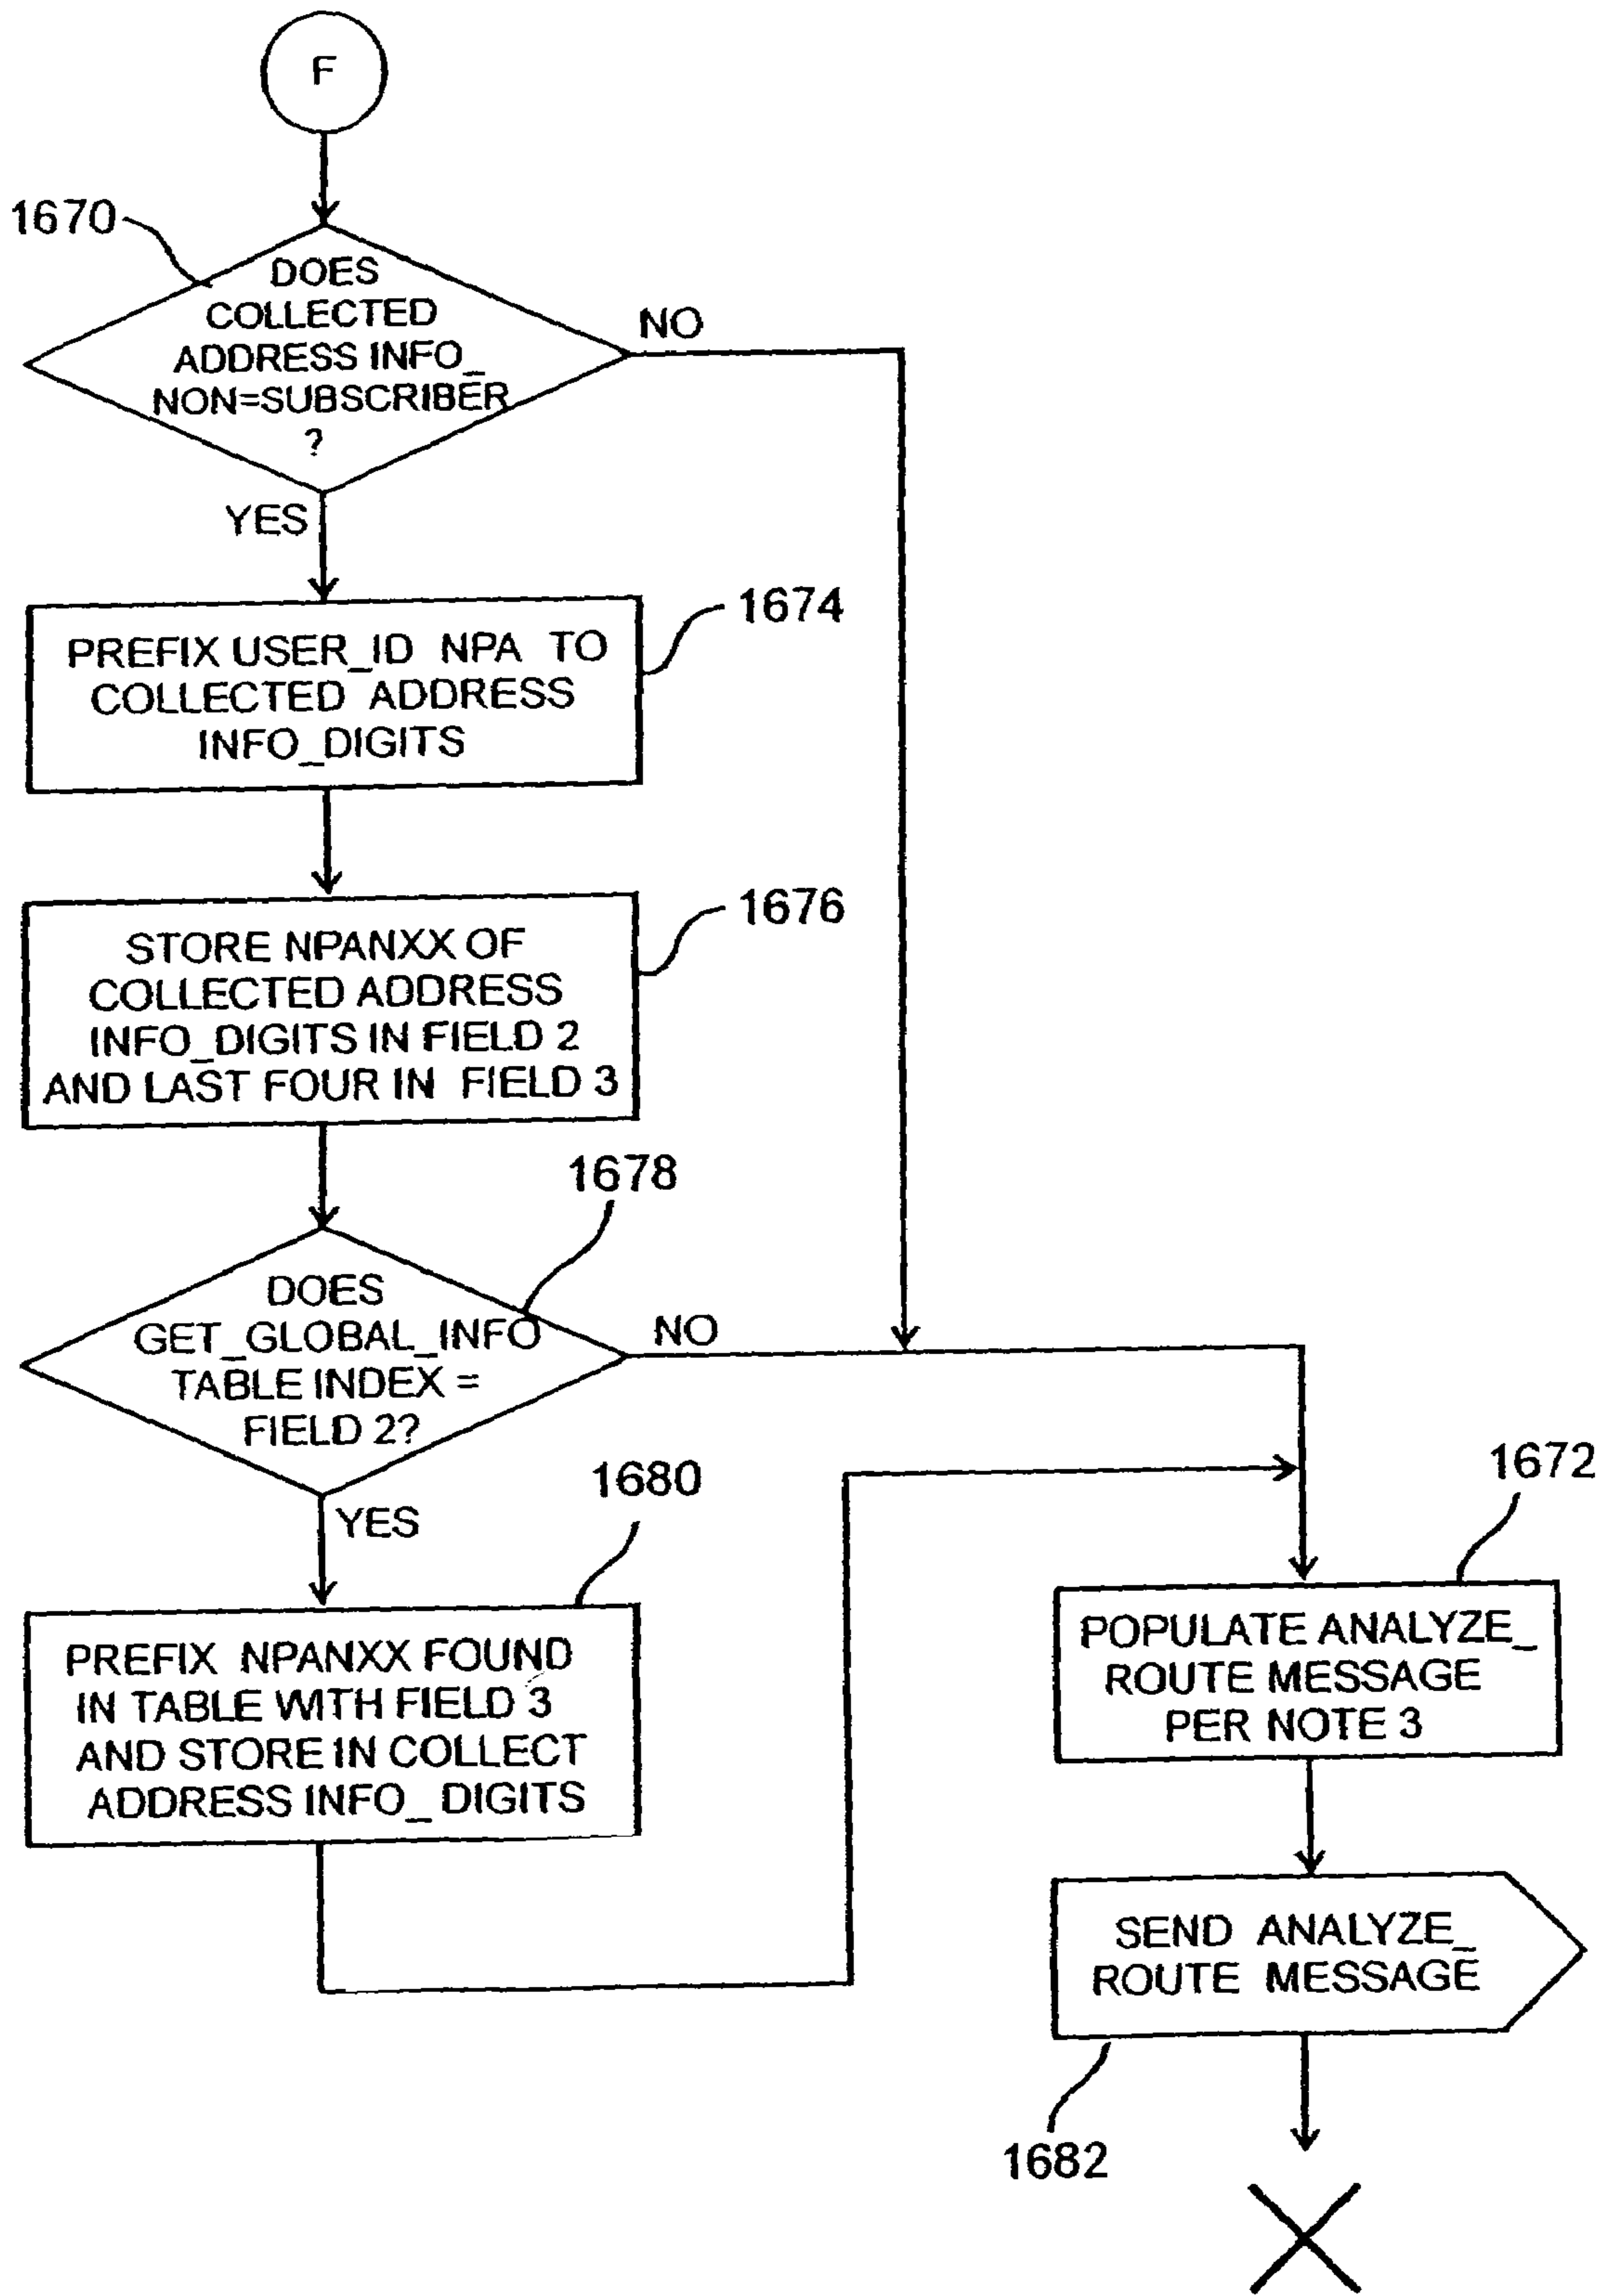 F
1670
DOES
COLLECTED
ADDRESS INFO_
NON=SUBSCRIBER
?
NO
YES
1674
PREFIX USER_ID NPA TO
COLLECTED ADDRESS
INFO_DIGITS
1676
STORE NPANXX OF
COLLECTED ADDRESS
INFO_DIGITS IN FIELD 2
AND LAST FOUR IN FIELD 3
1678
DOES
GET_GLOBAL_INFO
TABLE INDEX =
FIELD 2?
NO
YES
1680
PREFIX NPANXX FOUND
IN TABLE WITH FIELD 3
AND STORE IN COLLECT
ADDRESS INFO_ DIGITS
1672
POPULATE ANALYZE_
ROUTE MESSAGE
PER NOTE 3
SEND ANALYZE_
ROUTE MESSAGE
1682